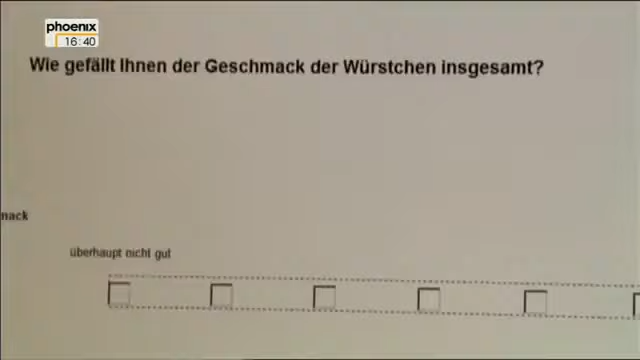 phoenix
16:40
Wie gefällt Ihnen der Geschmack der Würstchen insgesamt?
mack
überhaupt nicht gut